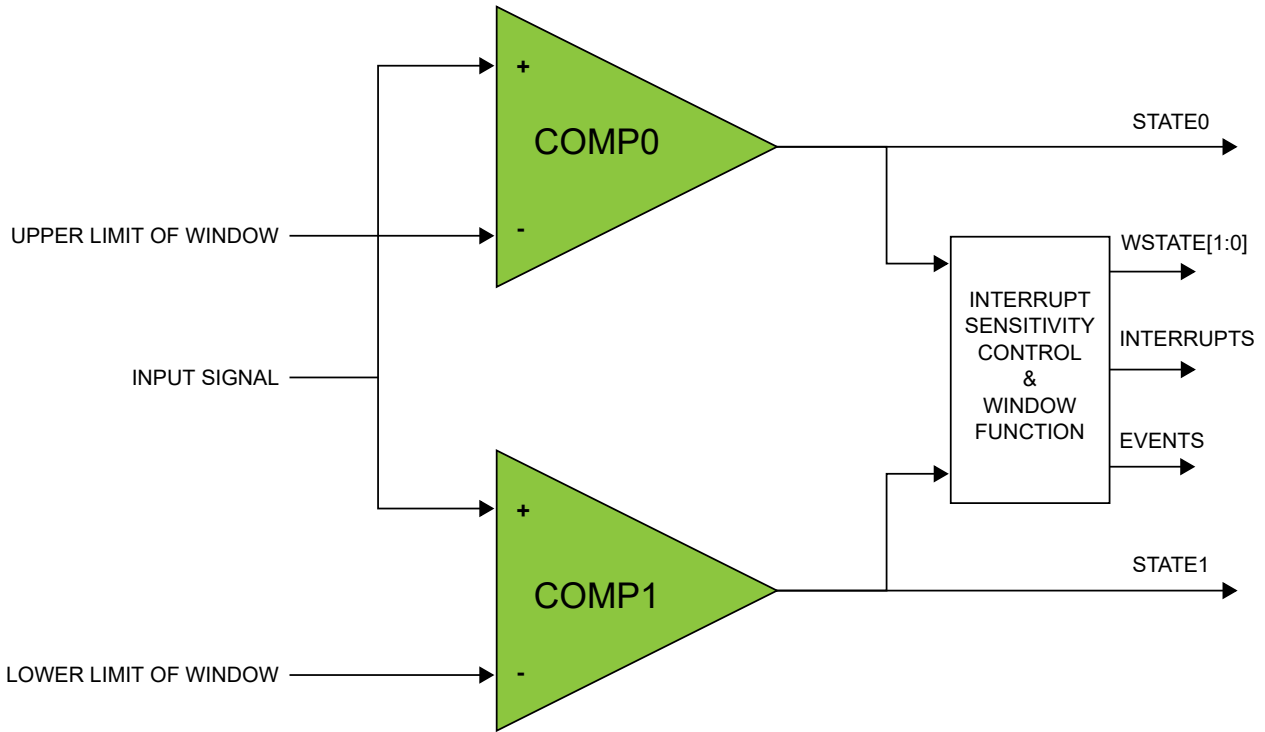 +
COMP0
-
STATE0
UPPER LIMIT OF WINDOW
WSTATE[1:0]
INTERRUPT
SENSITIVITY
CONTROL
&
WINDOW
FUNCTION
INTERRUPTS
EVENTS
INPUT SIGNAL
+
COMP1
-
STATE1
LOWER LIMIT OF WINDOW